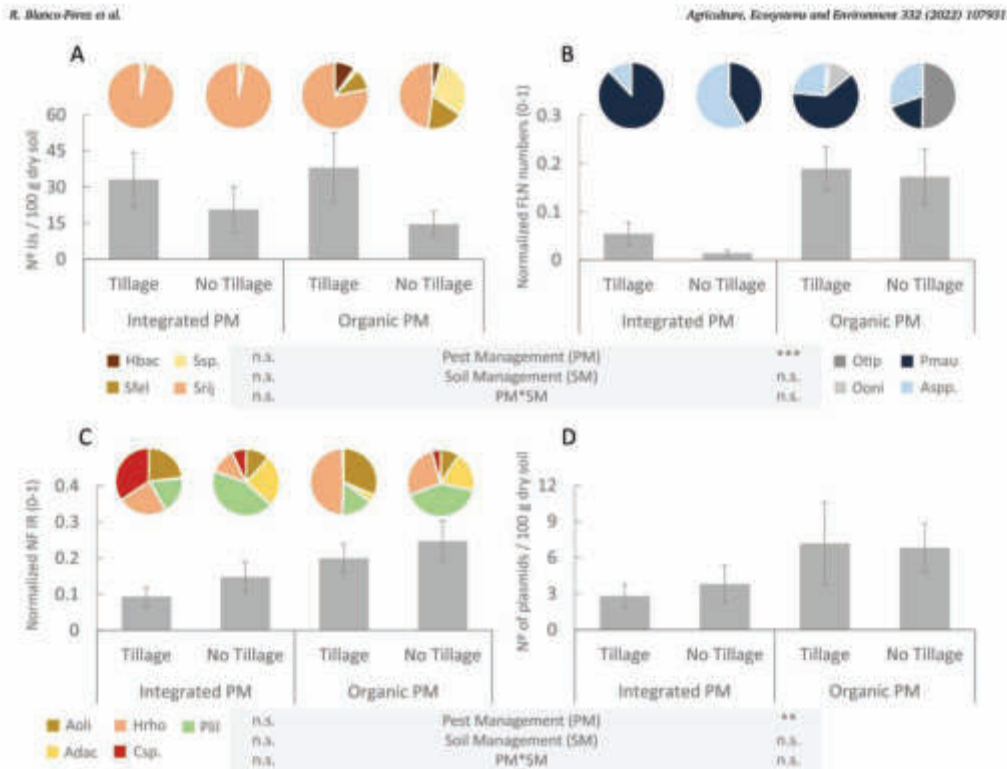 R. Blanco-Pérez et al.
Agriculture, Ecosystems and Environment 332 (2022) 107931
A
Nº IJs / 100 g dry soil
60
45
30
15
0
Tillage
No Tillage
Tillage
No Tillage
Integrated PM
Organic PM
B
Normalized FLN numbers (0-1)
0.3
0.2
0.1
0
Tillage
No Tillage
Tillage
No Tillage
Integrated PM
Organic PM
Hbac
Ssp.
Sfel
n.s. Pest Management (PM) ***
n.s. Soil Management (SM) n.s.
n.s. PM*SM n.s.
Otip
Pmau
Ooni
Aspp.
C
Normalized NF IR (0-1)
0.4
0.3
0.2
0.1
0
Tillage
No Tillage
Tillage
No Tillage
Integrated PM
Organic PM
D
Nº of plasmids / 100 g dry soil
12
9
6
3
0
Tillage
No Tillage
Tillage
No Tillage
Integrated PM
Organic PM
Aoli
Hrho
Plil
Adac
Csp.
n.s. Pest Management (PM) **
n.s. Soil Management (SM) n.s.
n.s. PM*SM n.s.